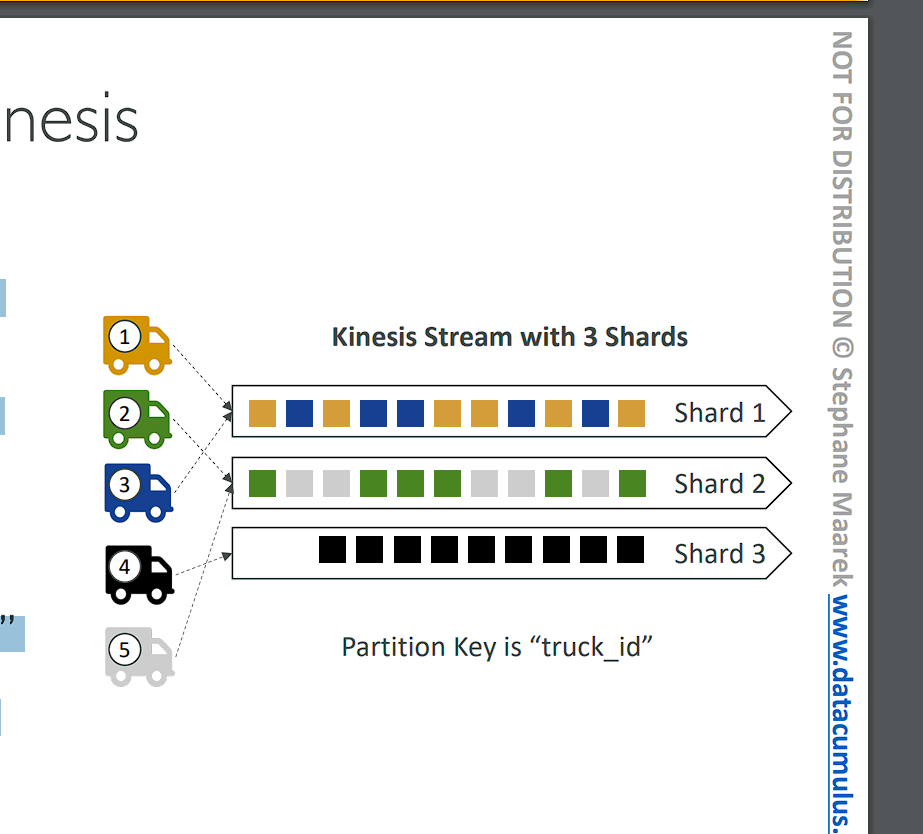 nesis
Kinesis Stream with 3 Shards
1
Shard 1
2
3
Shard 2
4
Shard 3
5
”
Partition Key is “truck_id”
NOT FOR DISTRIBUTION © Stephane Maarek www.datacumulus.